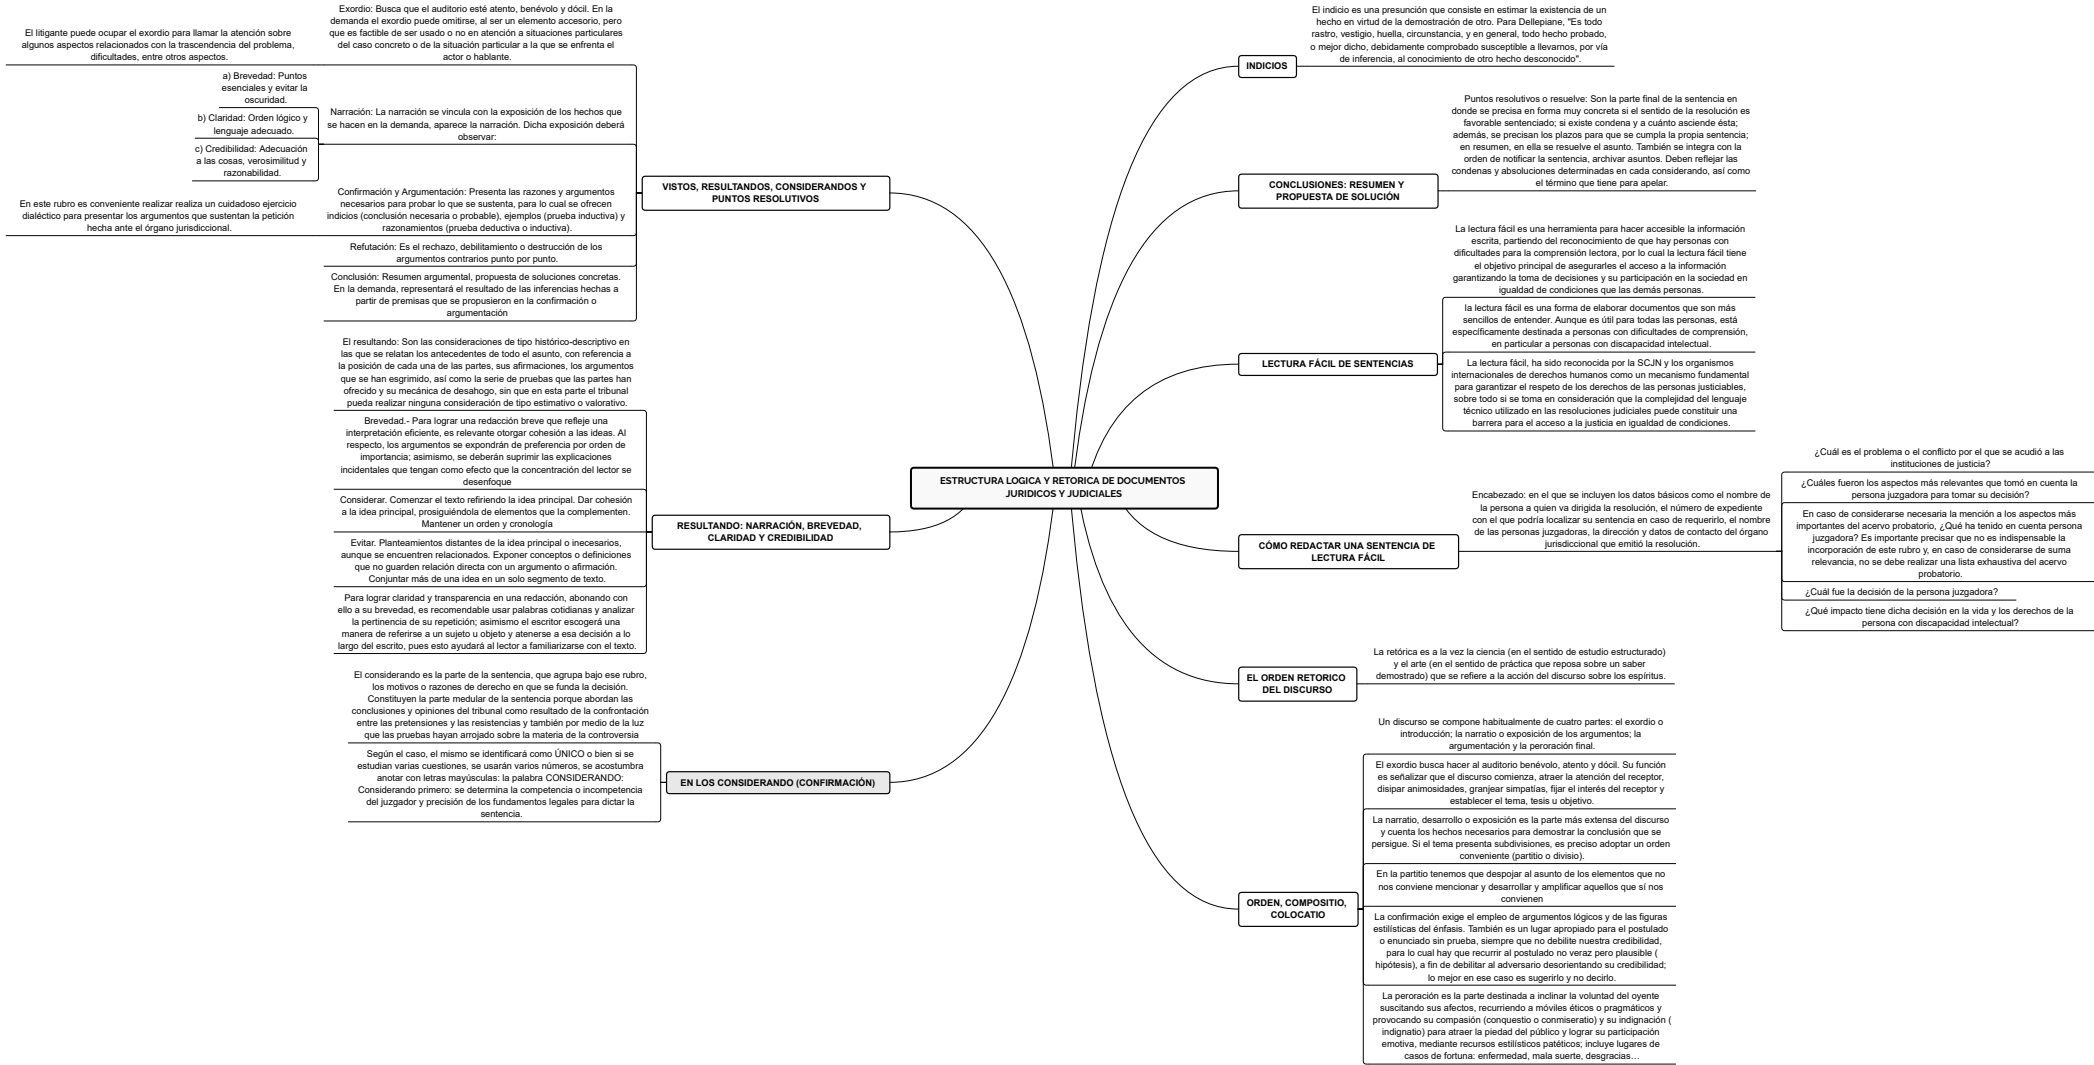 Exordio: Busca que el auditorio esté atento, benévolo y dócil. En la
demanda el exordio puede omitirse, al ser un elemento accesorio, pero
que es factible de ser usado o no en atención a situaciones particulares
del caso concreto o de la situación particular a la que se enfrenta el
actor o hablante.
El litigante puede ocupar el exordio para llamar la atención sobre
algunos aspectos relacionados con la trascendencia del problema,
dificultades, entre otros aspectos.
a) Brevedad: Puntos
esenciales y evitar la
oscuridad.
b) Claridad: Orden lógico y
lenguaje adecuado.
c) Credibilidad: Adecuación
a las cosas, verosimilitud y
razonabilidad.
Narración: La narración se vincula con la exposición de los hechos que
se hacen en la demanda, aparece la narración. Dicha exposición deberá
observar:
Confirmación y Argumentación: Presenta las razones y argumentos
necesarios para probar lo que se sustenta, para lo cual se ofrecen
indicios (conclusión necesaria o probable), ejemplos (prueba inductiva) y
razonamientos (prueba deductiva o inductiva).
En este rubro es conveniente realizar realiza un cuidadoso ejercicio
dialéctico para presentar los argumentos que sustentan la petición
hecha ante el órgano jurisdiccional.
Refutación: Es el rechazo, debilitamiento o destrucción de los
argumentos contrarios punto por punto.
Conclusión: Resumen argumental, propuesta de soluciones concretas.
En la demanda, representará el resultado de las inferencias hechas a
partir de premisas que se propusieron en la confirmación o
argumentación
VISTOS, RESULTANDOS, CONSIDERANDOS Y
PUNTOS RESOLUTIVOS
El resultando: Son las consideraciones de tipo histórico-descriptivo en
las que se relatan los antecedentes de todo el asunto, con referencia a
la posición de cada una de las partes, sus afirmaciones, los argumentos
que se han esgrimido, así como la serie de pruebas que las partes han
ofrecido y su mecánica de desahogo, sin que en esta parte el tribunal
pueda realizar ninguna consideración de tipo estimativo o valorativo.
Brevedad.- Para lograr una redacción breve que refleje una
interpretación eficiente, es relevante otorgar cohesión a las ideas. Al
respecto, los argumentos se expondrán de preferencia por orden de
importancia; asimismo, se deberán suprimir las explicaciones
incidentales que tengan como efecto que la concentración del lector se
desenfoque
Considerar. Comenzar el texto refiriendo la idea principal. Dar cohesión
a la idea principal, prosiguiéndola de elementos que la complementen.
Mantener un orden y cronología
Evitar. Planteamientos distantes de la idea principal o inecesarios,
aunque se encuentren relacionados. Exponer conceptos o definiciones
que no guarden relación directa con un argumento o afirmación.
Conjuntar más de una idea en un solo segmento de texto.
Para lograr claridad y transparencia en una redacción, abonando con
ello a su brevedad, es recomendable usar palabras cotidianas y analizar
la pertinencia de su repetición; asimismo el escritor escogerá una
manera de referirse a un sujeto u objeto y atenerse a esa decisión a lo
largo del escrito, pues esto ayudará al lector a familiarizarse con el texto.
RESULTANDO: NARRACIÓN, BREVEDAD,
CLARIDAD Y CREDIBILIDAD
El considerando es la parte de la sentencia, que agrupa bajo ese rubro,
los motivos o razones de derecho en que se funda la decisión.
Constituyen la parte medular de la sentencia porque abordan las
conclusiones y opiniones del tribunal como resultado de la confrontación
entre las pretensiones y las resistencias y también por medio de la luz
que las pruebas hayan arrojado sobre la materia de la controversia
Según el caso, el mismo se identificará como ÚNICO o bien si se
estudian varias cuestiones, se usarán varios números, se acostumbra
anotar con letras mayúsculas: la palabra CONSIDERANDO:
Considerando primero: se determina la competencia o incompetencia
del juzgador y precisión de los fundamentos legales para dictar la
sentencia.
EN LOS CONSIDERANDO (CONFIRMACIÓN)
ESTRUCTURA LOGICA Y RETORICA DE DOCUMENTOS
JURIDICOS Y JUDICIALES
INDICIOS
El indicio es una presunción que consiste en estimar la existencia de un
hecho en virtud de la demostración de otro. Para Dellepiane, "Es todo
rastro, vestigio, huella, circunstancia, y en general, todo hecho probado,
o mejor dicho, debidamente comprobado susceptible a llevarnos, por vía
de inferencia, al conocimiento de otro hecho desconocido".
CONCLUSIONES: RESUMEN Y
PROPUESTA DE SOLUCIÓN
Puntos resolutivos o resuelve: Son la parte final de la sentencia en
donde se precisa en forma muy concreta si el sentido de la resolución es
favorable sentenciado; si existe condena y a cuánto asciende ésta;
además, se precisan los plazos para que se cumpla la propia sentencia;
en resumen, en ella se resuelve el asunto. También se integra con la
orden de notificar la sentencia, archivar asuntos. Deben reflejar las
condenas y absoluciones determinadas en cada considerando, así como
el término que tiene para apelar.
LECTURA FÁCIL DE SENTENCIAS
La lectura fácil es una herramienta para hacer accesible la información
escrita, partiendo del reconocimiento de que hay personas con
dificultades para la comprensión lectora, por lo cual la lectura fácil tiene
el objetivo principal de asegurarles el acceso a la información
garantizando la toma de decisiones y su participación en la sociedad en
igualdad de condiciones que las demás personas.
la lectura fácil es una forma de elaborar documentos que son más
sencillos de entender. Aunque es útil para todas las personas, está
específicamente destinada a personas con dificultades de comprensión,
en particular a personas con discapacidad intelectual.
La lectura fácil, ha sido reconocida por la SCJN y los organismos
internacionales de derechos humanos como un mecanismo fundamental
para garantizar el respeto de los derechos de las personas justiciables,
sobre todo si se toma en consideración que la complejidad del lenguaje
técnico utilizado en las resoluciones judiciales puede constituir una
barrera para el acceso a la justicia en igualdad de condiciones.
CÓMO REDACTAR UNA SENTENCIA DE
LECTURA FÁCIL
Encabezado: en el que se incluyen los datos básicos como el nombre de
la persona a quien va dirigida la resolución, el número de expediente
con el que podría localizar su sentencia en caso de requerirlo, el nombre
de las personas juzgadoras, la dirección y datos de contacto del órgano
jurisdiccional que emitió la resolución.
¿Cuál es el problema o el conflicto por el que se acudió a las
instituciones de justicia?
¿Cuáles fueron los aspectos más relevantes que tomó en cuenta la
persona juzgadora para tomar su decisión?
En caso de considerarse necesaria la mención a los aspectos más
importantes del acervo probatorio, ¿Qué ha tenido en cuenta persona
juzgadora? Es importante precisar que no es indispensable la
incorporación de este rubro y, en caso de considerarse de suma
relevancia, no se debe realizar una lista exhaustiva del acervo
probatorio.
¿Cuál fue la decisión de la persona juzgadora?
¿Qué impacto tiene dicha decisión en la vida y los derechos de la
persona con discapacidad intelectual?
EL ORDEN RETORICO
DEL DISCURSO
La retórica es a la vez la ciencia (en el sentido de estudio estructurado)
y el arte (en el sentido de práctica que reposa sobre un saber
demostrado) que se refiere a la acción del discurso sobre los espíritus.
ORDEN, COMPOSITIO,
COLOCATIO
Un discurso se compone habitualmente de cuatro partes: el exordio o
introducción; la narratio o exposición de los argumentos; la
argumentación y la peroración final.
El exordio busca hacer al auditorio benévolo, atento y dócil. Su función
es señalizar que el discurso comienza, atraer la atención del receptor,
disipar animosidades, granjear simpatías, fijar el interés del receptor y
establecer el tema, tesis u objetivo.
La narratio, desarrollo o exposición es la parte más extensa del discurso
y cuenta los hechos necesarios para demostrar la conclusión que se
persigue. Si el tema presenta subdivisiones, es preciso adoptar un orden
conveniente (partitio o divisio).
En la partitio tenemos que despojar al asunto de los elementos que no
nos conviene mencionar y desarrollar y amplificar aquellos que sí nos
convienen
La confirmación exige el empleo de argumentos lógicos y de las figuras
estilísticas del énfasis. También es un lugar apropiado para el postulado
o enunciado sin prueba, siempre que no debilite nuestra credibilidad,
para lo cual hay que recurrir al postulado no veraz pero plausible (
hipótesis), a fin de debilitar al adversario desorientando su credibilidad;
lo mejor en ese caso es sugerirlo y no decirlo.
La peroración es la parte destinada a inclinar la voluntad del oyente
suscitando sus afectos, recurriendo a móviles éticos o pragmáticos y
provocando su compasión (conquestio o conmiseratio) y su indignación (
indignatio) para atraer la piedad del público y lograr su participación
emotiva, mediante recursos estilísticos patéticos; incluye lugares de
casos de fortuna: enfermedad, mala suerte, desgracias…